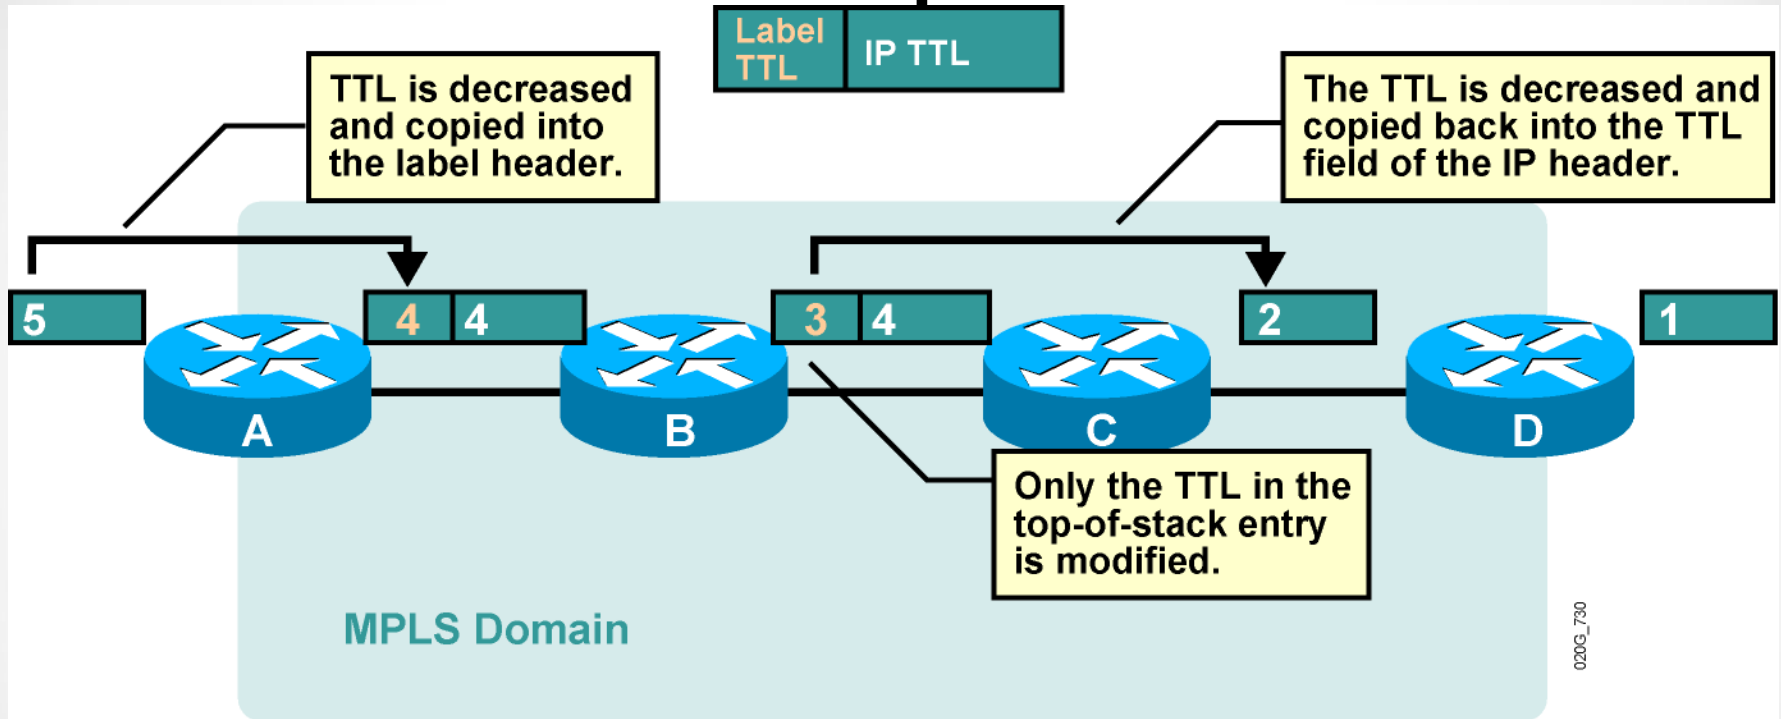 Label
TTL
IP TTL
TTL is decreased
and copied into
the label header.
The TTL is decreased and
copied back into the TTL
field of the IP header.
5
4
4
3
4
2
1
A
B
C
D
Only the TTL in the
top-of-stack entry
is modified.
MPLS Domain
020G_730